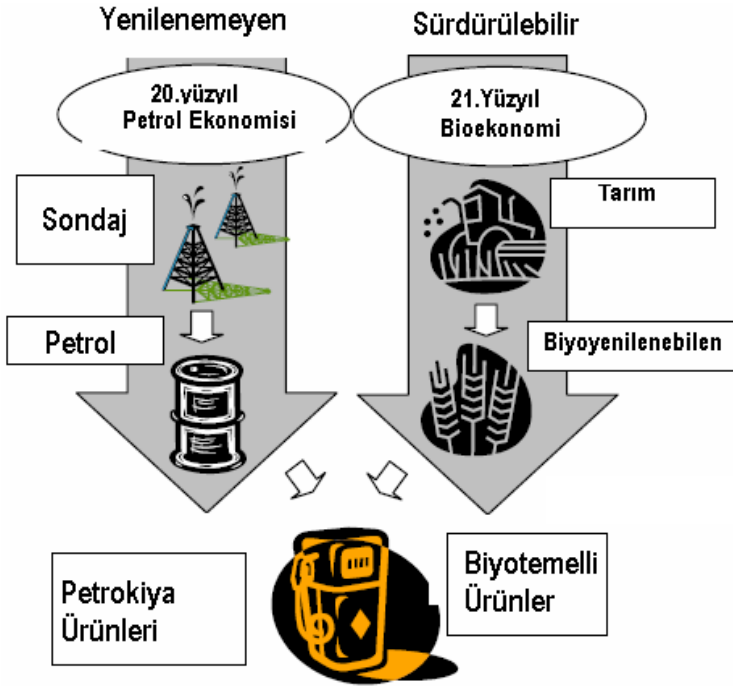 Yenilenemeyen
Sürdürülebilir
20.yüzyıl
Petrol Ekonomisi
21.Yüzyıl
Bioekonomi
Sondaj
Tarım
Petrol
Biyoyenilenebilen
Petrokiya
Ürünleri
Biyotemelli
Ürünler